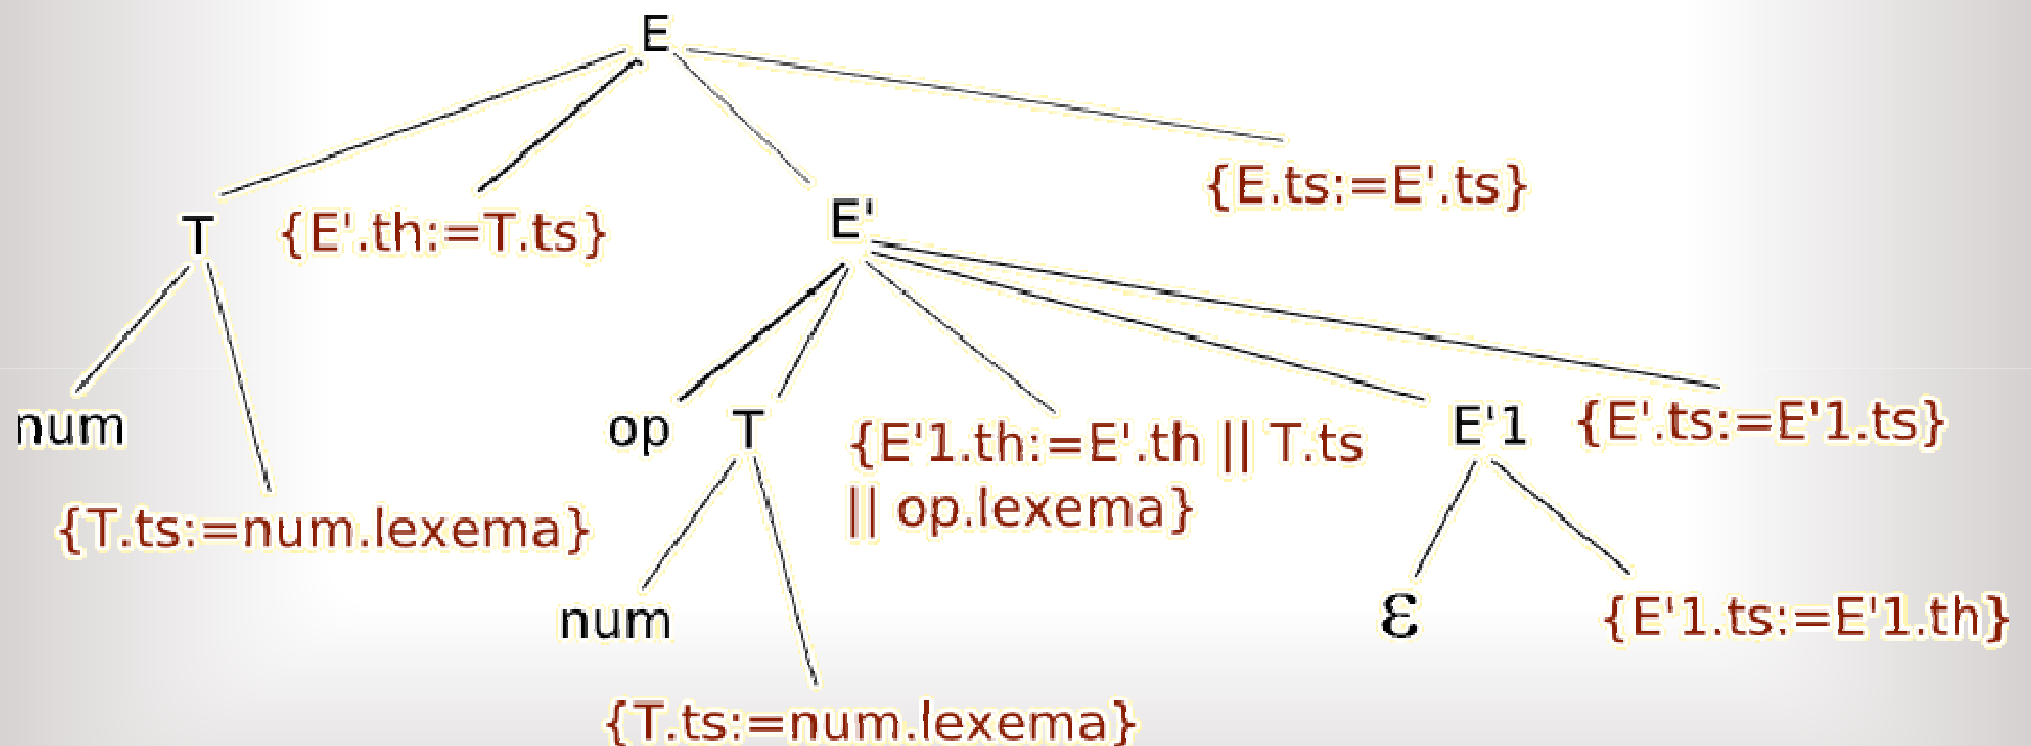 E
{E.ts:=E'.ts}
T
{E'.th:=T.ts}
E'
num
op
T
{E'1.th:=E'.th || T.ts
|| op.lexema}
E'1
{E'.ts:=E'1.ts}
{T.ts:=num.lexema}
num
ε
{E'1.ts:=E'1.th}
{T.ts:=num.lexema}